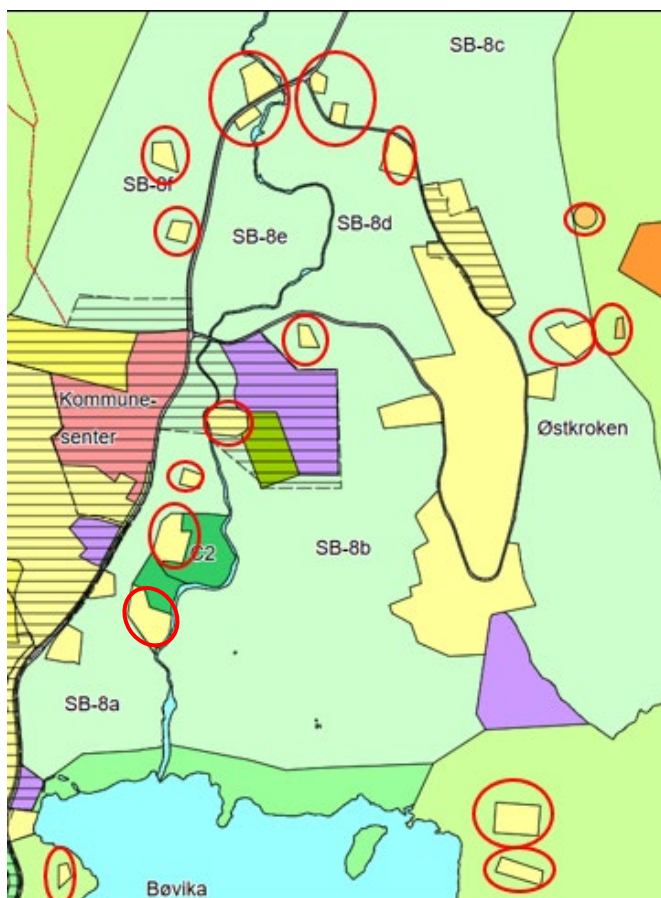 SB-8c
SB-8f
SB-8e
SB-8d
Kommune-
senter
Østkroken
C2
SB-8b
SB-8a
Bøvika